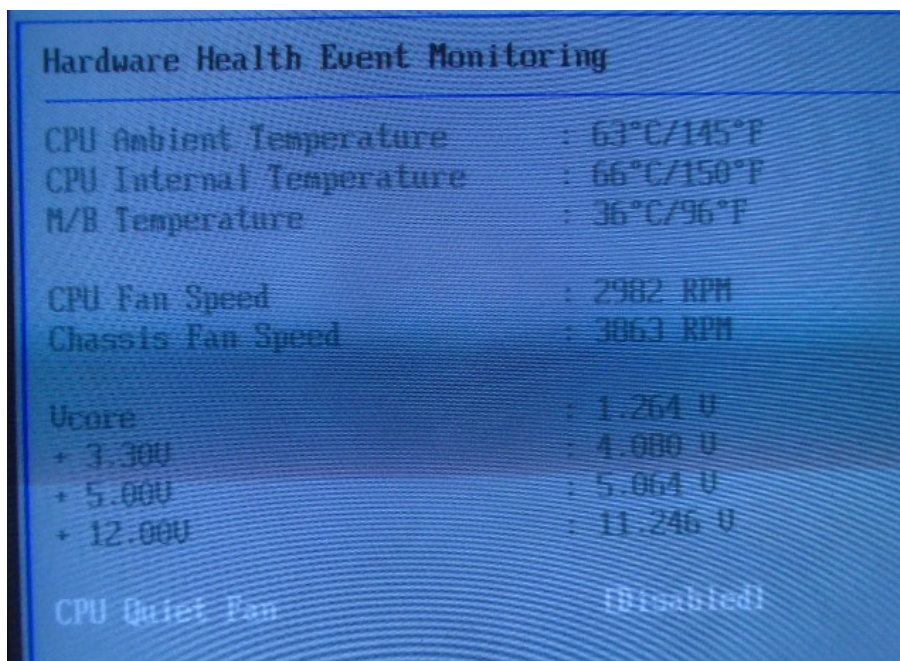 Hardware Health Event Monitoring
CPU Ambient Temperature : 63°C/145°F
CPU Internal Temperature : 66°C/150°F
M/B Temperature : 36°C/96°F
CPU Fan Speed : 2982 RPM
Chassis Fan Speed : 3863 RPM
Vcore : 1.264 V
+ 3.30V : 4.080 V
+ 5.00V : 5.064 V
+ 12.00V : 11.246 V
CPU Quiet Fan [Disabled]